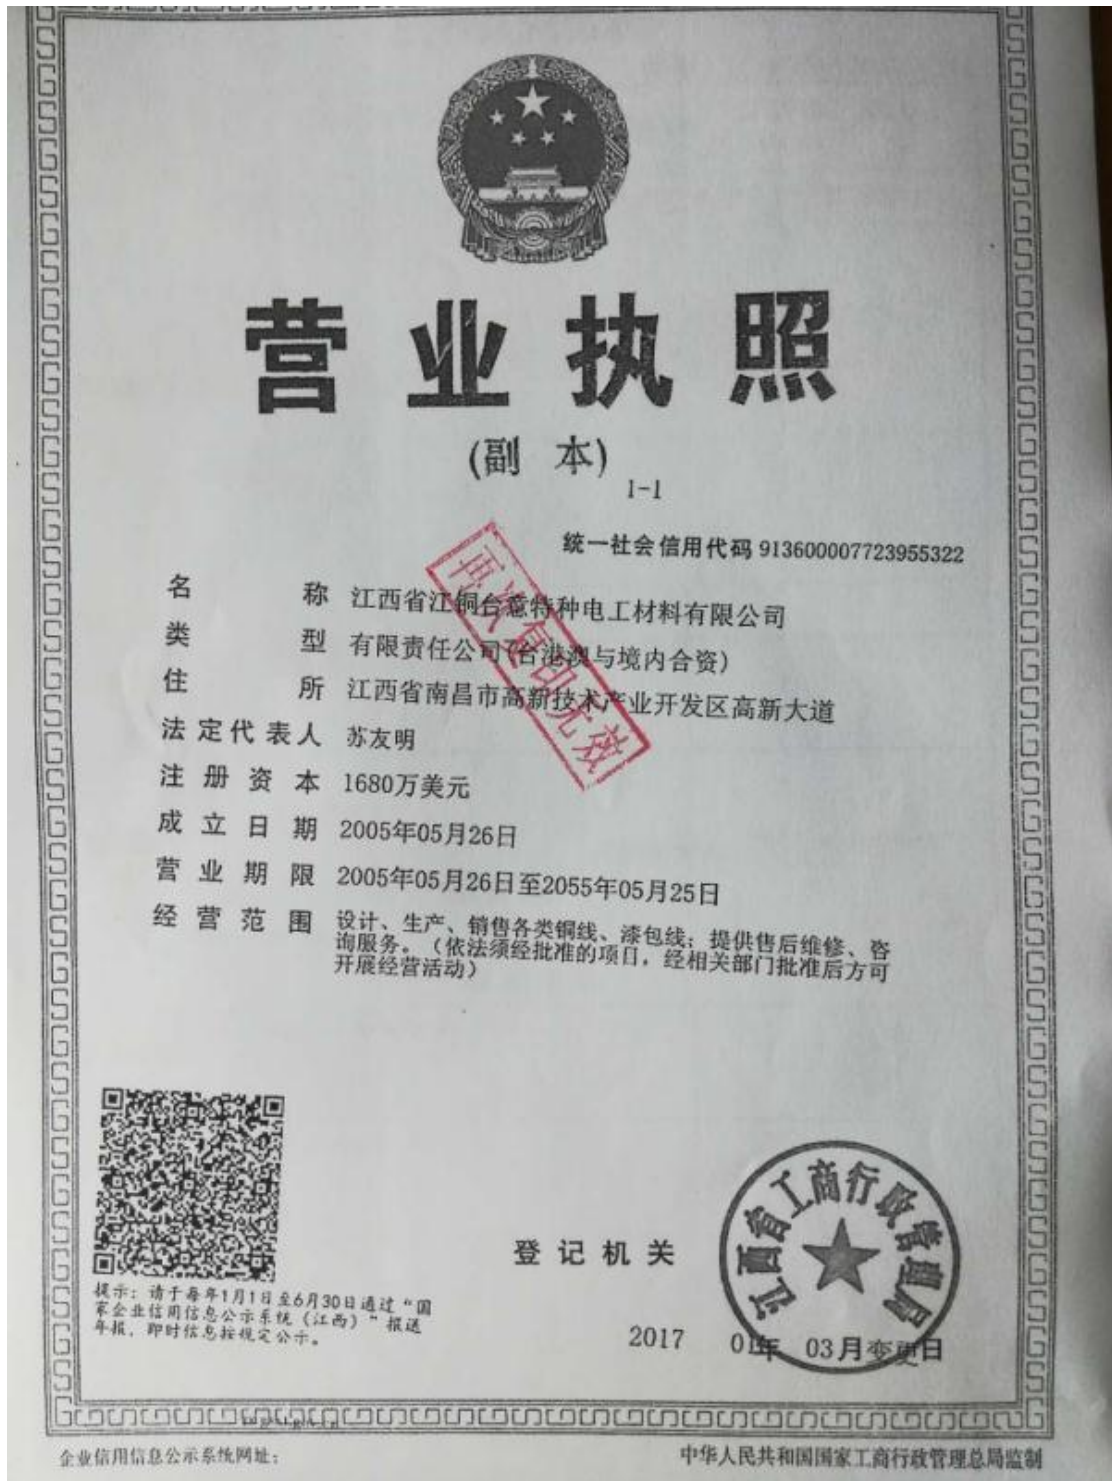 营业执照
(副 本)
1-1
统一社会信用代码 913600007723955322
名 称 江西省江铜台意特种电工材料有限公司
类 型 有限责任公司(台港澳与境内合资)
住 所 江西省南昌市高新技术产业开发区高新大道
法定代表人 苏友明
注册资本 1680万美元
成立日期 2005年05月26日
营业期限 2005年05月26日至2055年05月25日
经营范围 设计、生产、销售各类铜线、漆包线；提供售后维修、咨
询服务。（依法须经批准的项目，经相关部门批准后方可
开展经营活动）
再次复印无效
江西省工商行政管理局
登记机关
提示：请于每年1月1日至6月30日通过“国
家企业信用信息公示系统（江西）”报送
年报，即时信息按规定公示。
2017 01年 03月变更日
企业信用信息公示系统网址：
中华人民共和国国家工商行政管理总局监制